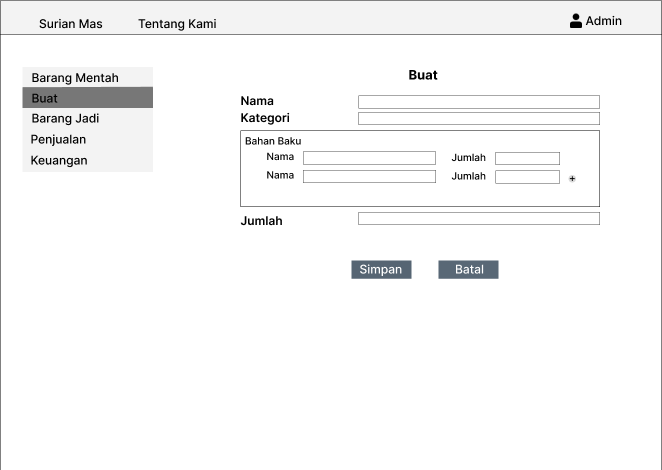 Surian Mas Tentang Kami Admin
Barang Mentah
Buat
Barang Jadi
Penjualan
Keuangan
Buat
Nama
Kategori
Bahan Baku
Nama Jumlah
Nama Jumlah +
Jumlah
Simpan Batal